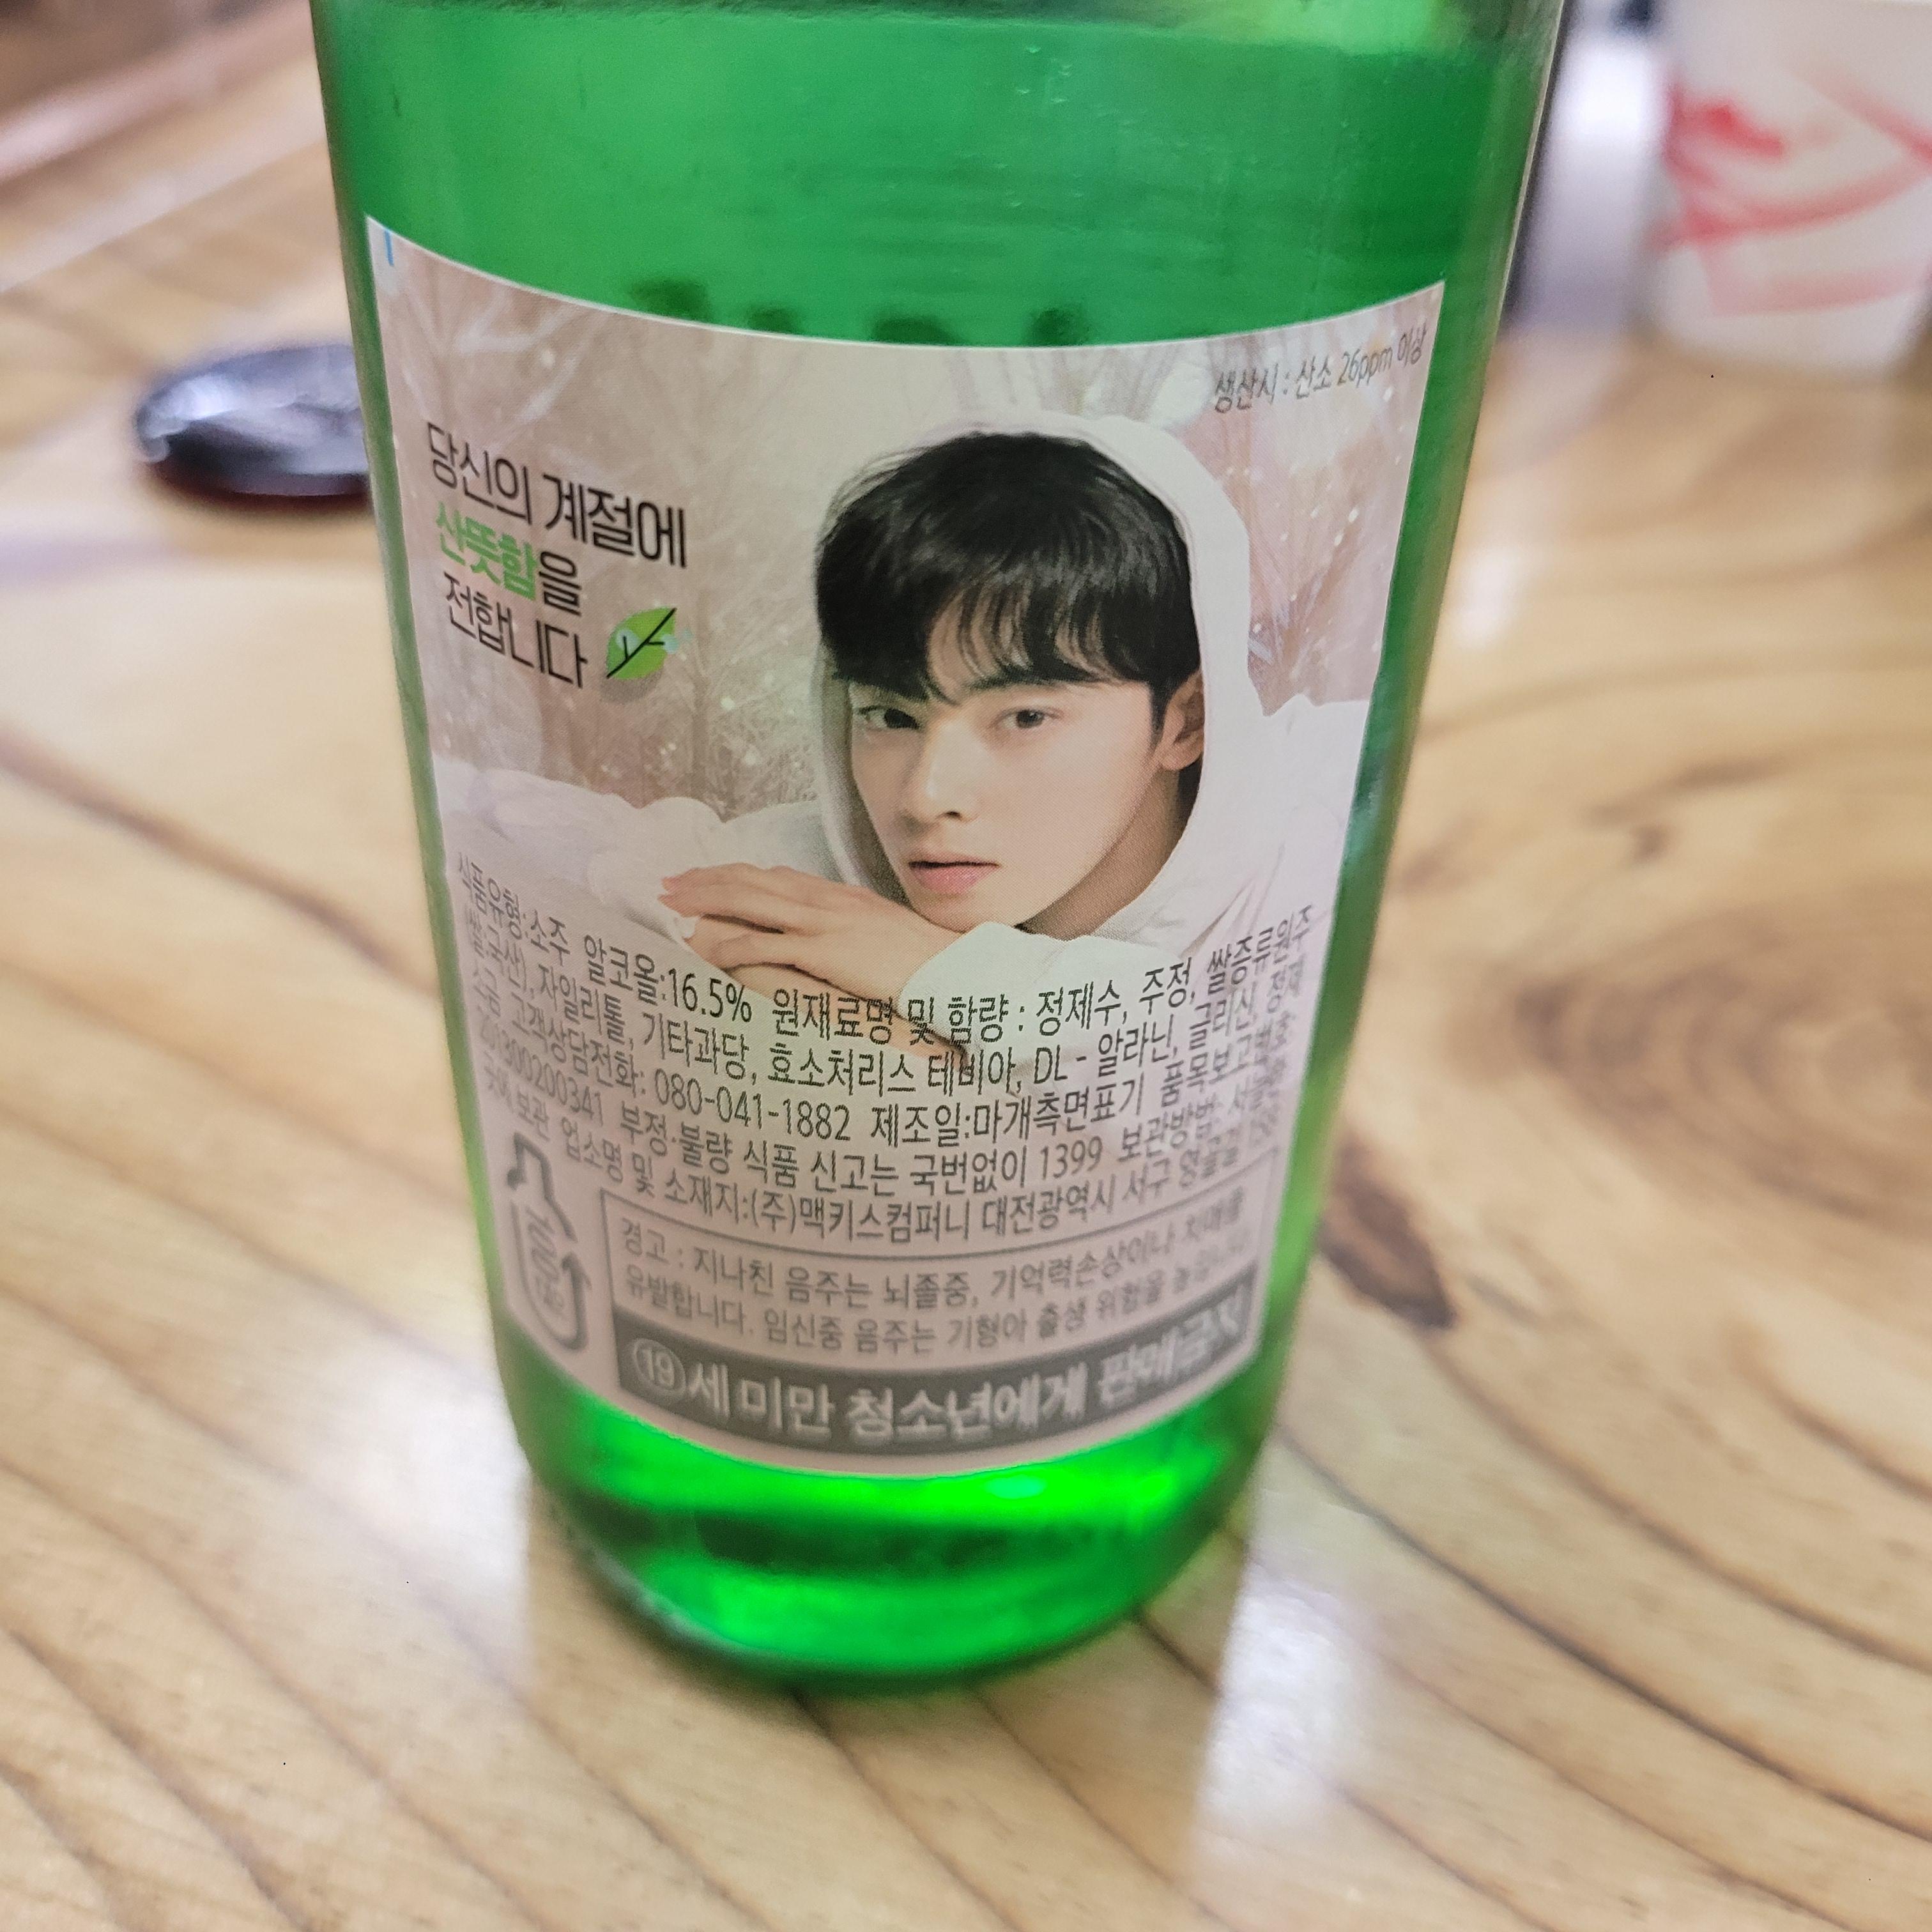 생산시 : 산소 26ppm 이상
당신의 계절에
산뜻함을
전합니다
식품유형:소주 알코올:16.5% 원재료명 및 함량 : 정제수, 주정, 쌀증류원주
(쌀:국산), 자일리톨, 기타과당, 효소처리스 테비아, DL - 알라닌, 글리신, 정제
소금 고객상담전화: 080-041-1882 제조일:마개측면표기 품목보고번호
2013000200341 부정·불량 식품 신고는 국번없이 1399 보관방법:
보관 업소명 및 소재지:(주)맥키스컴퍼니 대전광역시 서구
경고 : 지나친 음주는 뇌졸중, 기억력손상이나 치매를
유발합니다. 임신중 음주는 기형아 출생 위험을 높입니다.
19세 미만 청소년에게 판매금지